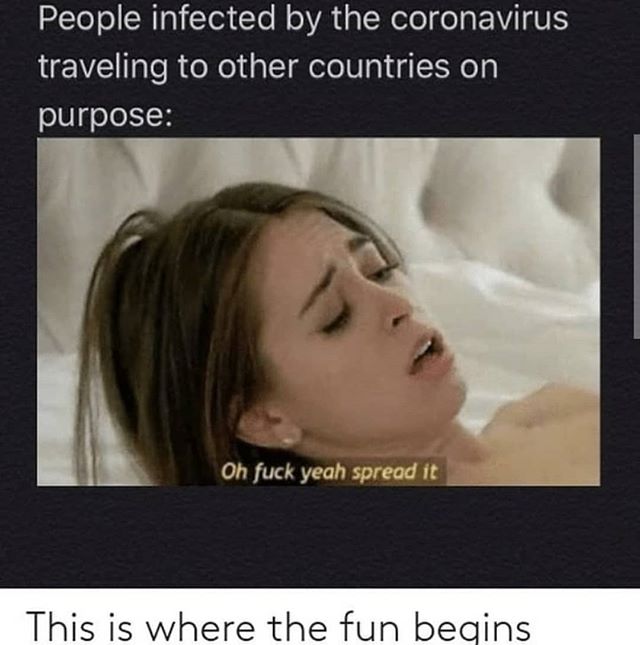 People infected by the coronavirus
traveling to other countries on
purpose:
Oh fuck yeah spread it
This is where the fun begins